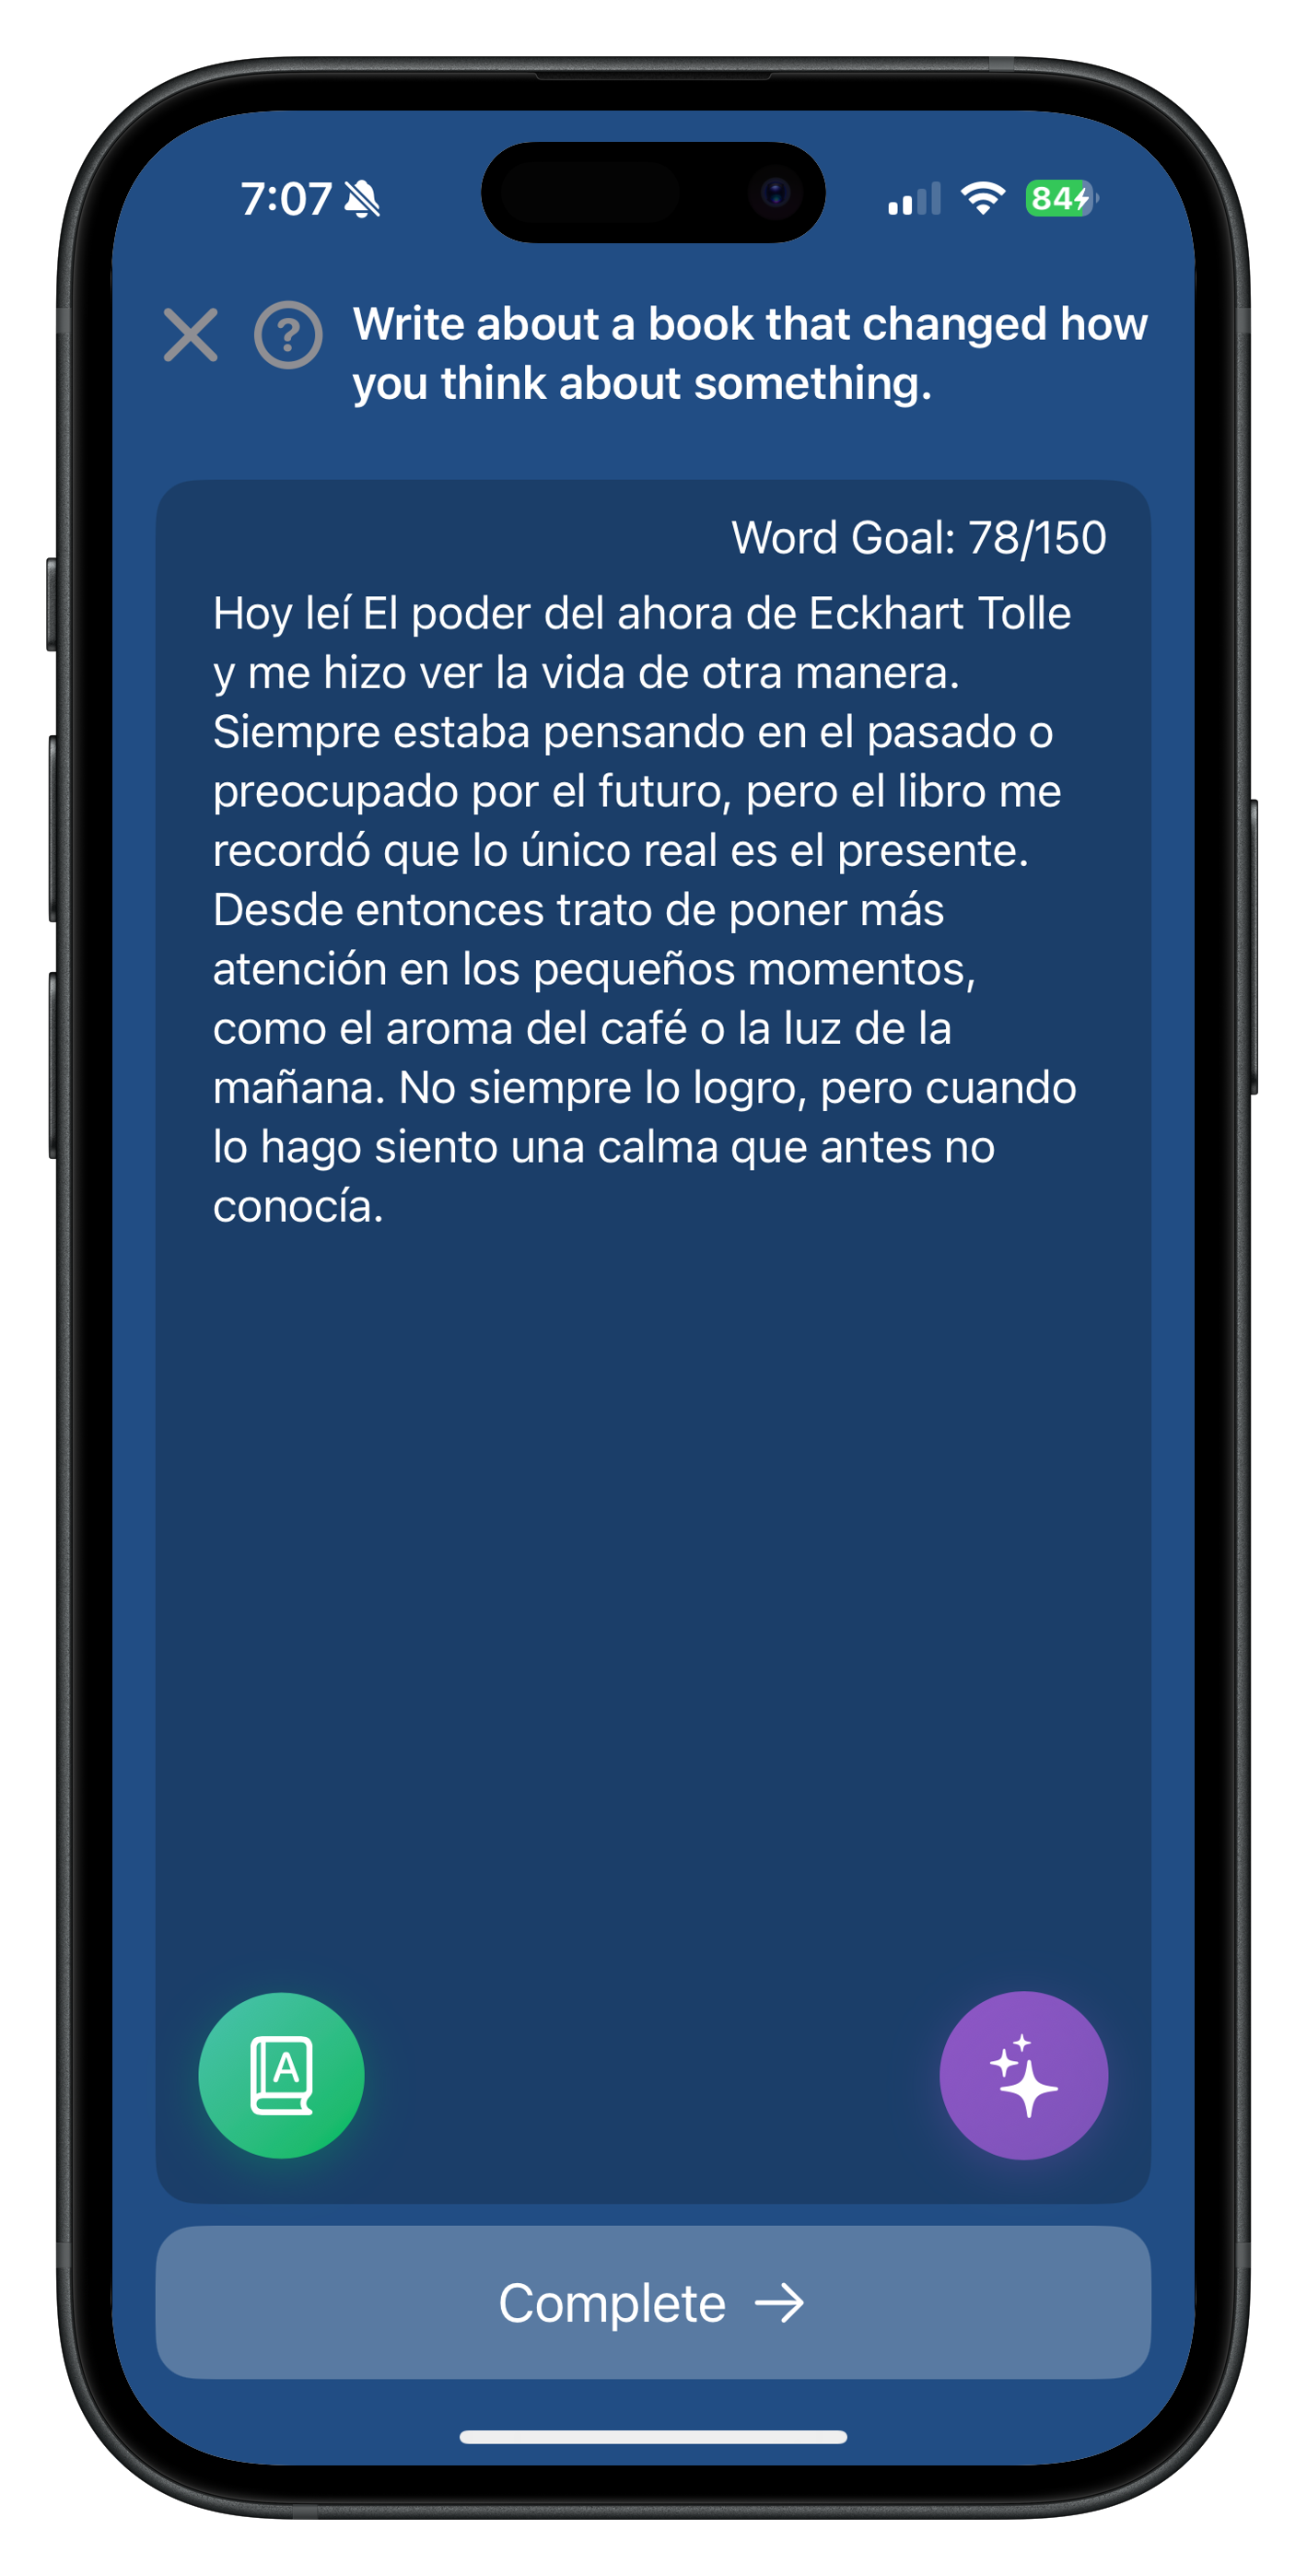 7:07
84
Write about a book that changed how
you think about something.
Word Goal: 78/150
Hoy leí El poder del ahora de Eckhart Tolle
y me hizo ver la vida de otra manera.
Siempre estaba pensando en el pasado o
preocupado por el futuro, pero el libro me
recordó que lo único real es el presente.
Desde entonces trato de poner más
atención en los pequeños momentos,
como el aroma del café o la luz de la
mañana. No siempre lo logro, pero cuando
lo hago siento una calma que antes no
conocía.
A
Complete